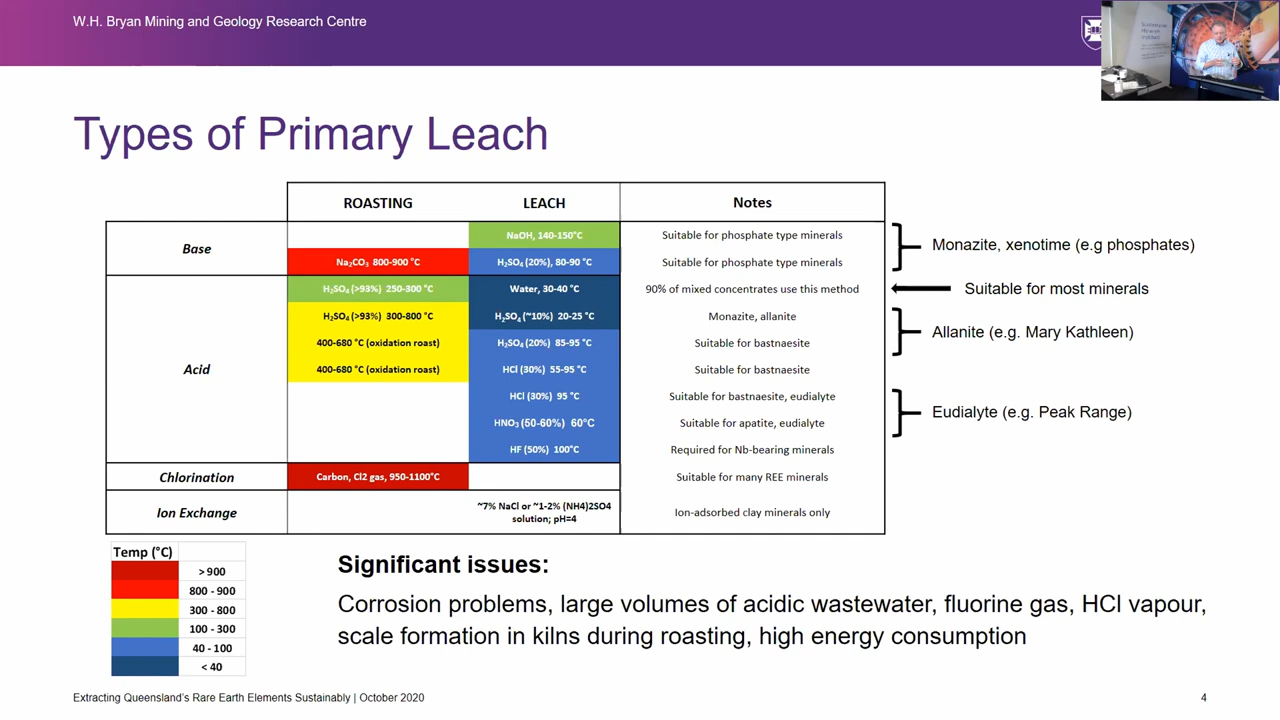 W.H. Bryan Mining and Geology Research Centre
Types of Primary Leach
ROASTING LEACH Notes
Base
NaOH, 140-150°C Suitable for phosphate type minerals
Na₂CO₃ 800-900 °C H₂SO₄ (20%), 80-90 °C Suitable for phosphate type minerals
Monazite, xenotime (e.g phosphates)
Acid
H₂SO₄ (>93%) 250-300 °C Water, 30-40 °C 90% of mixed concentrates use this method
Suitable for most minerals
H₂SO₄ (>93%) 300-800 °C H₂SO₄ (~10%) 20-25 °C Monazite, allanite
400-680 °C (oxidation roast) H₂SO₄ (20%) 85-95 °C Suitable for bastnaesite
Allanite (e.g. Mary Kathleen)
400-680 °C (oxidation roast) HCl (30%) 55-95 °C Suitable for bastnaesite
HCl (30%) 95 °C Suitable for bastnaesite, eudialyte
HNO₃ (50-60%) 60°C Suitable for apatite, eudialyte
Eudialyte (e.g. Peak Range)
HF (50%) 100°C Required for Nb-bearing minerals
Chlorination Carbon, Cl2 gas, 950-1100°C Suitable for many REE minerals
Ion Exchange ~7% NaCl or ~1-2% (NH4)2SO4
solution; pH=4 Ion-adsorbed clay minerals only
Temp (°C)
> 900
800 - 900
300 - 800
100 - 300
40 - 100
< 40
Significant issues:
Corrosion problems, large volumes of acidic wastewater, fluorine gas, HCl vapour,
scale formation in kilns during roasting, high energy consumption
Extracting Queensland's Rare Earth Elements Sustainably | October 2020
4